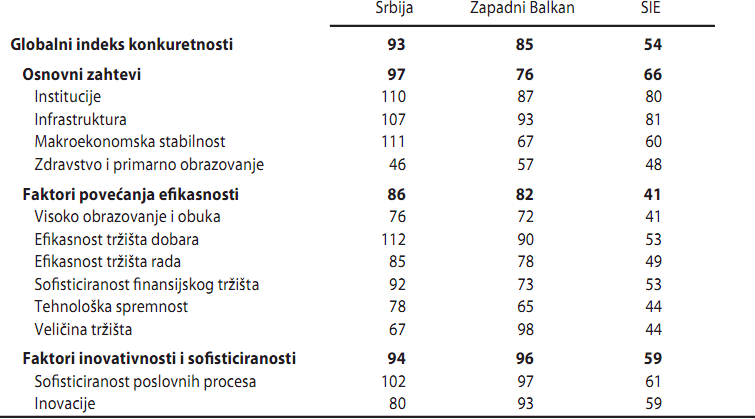 Srbija Zapadni Balkan SIE
Globalni indeks konkuretnosti 93 85 54
Osnovni zahtevi 97 76 66
Institucije 110 87 80
Infrastruktura 107 93 81
Makroekonomska stabilnost 111 67 60
Zdravstvo i primarno obrazovanje 46 57 48
Faktori povećanja efikasnosti 86 82 41
Visoko obrazovanje i obuka 76 72 41
Efikasnost tržišta dobara 112 90 53
Efikasnost tržišta rada 85 78 49
Sofisticiranost finansijskog tržišta 92 73 53
Tehnološka spremnost 78 65 44
Veličina tržišta 67 98 44
Faktori inovativnosti i sofisticiranosti 94 96 59
Sofisticiranost poslovnih procesa 102 97 61
Inovacije 80 93 59